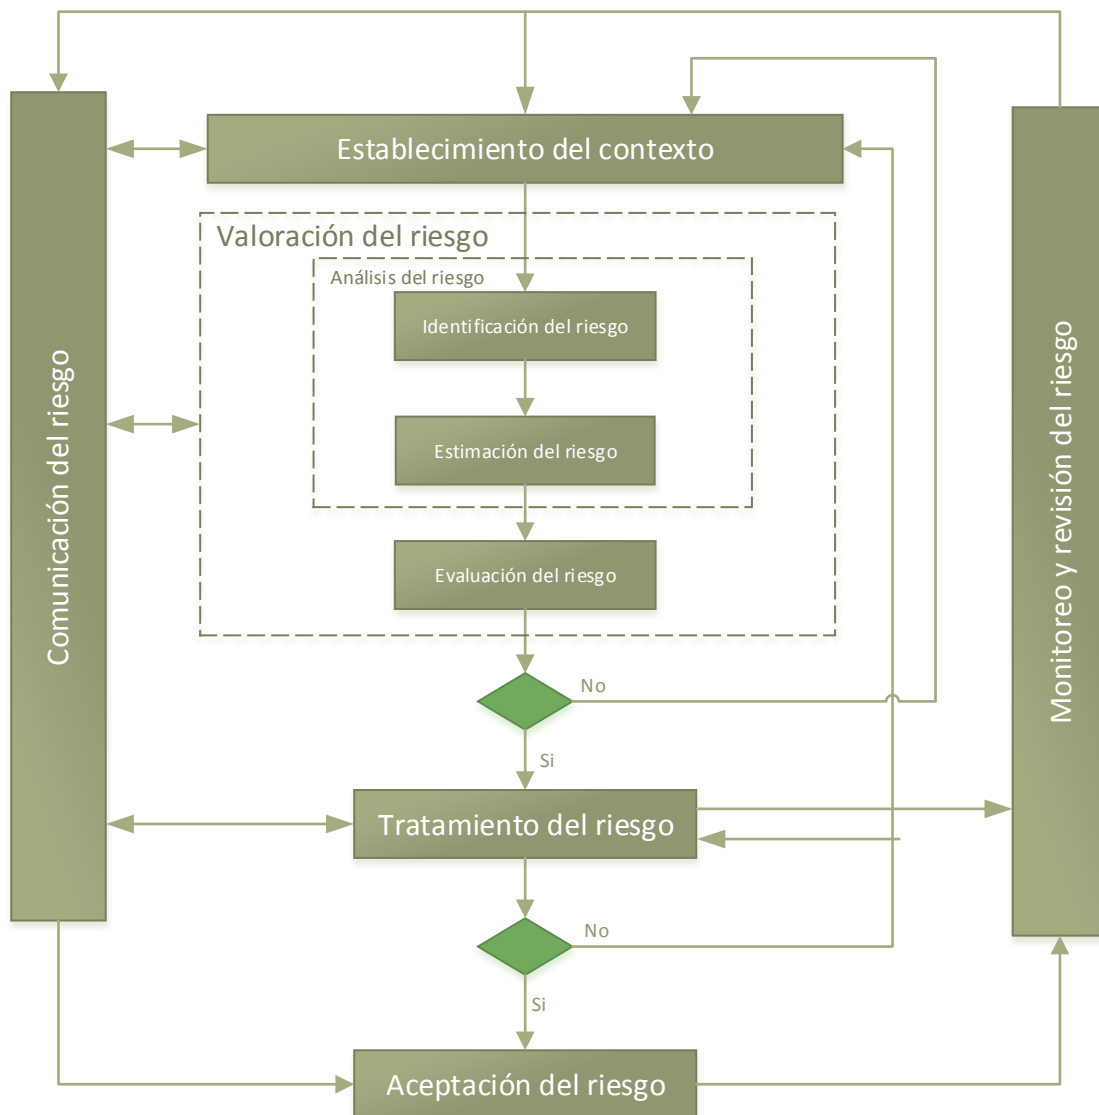 Establecimiento del contexto
Valoración del riesgo
Análisis del riesgo
Identificación del riesgo
Estimación del riesgo
Evaluación del riesgo
No
Si
Tratamiento del riesgo
No
Si
Aceptación del riesgo
Comunicación del riesgo
Monitoreo y revisión del riesgo